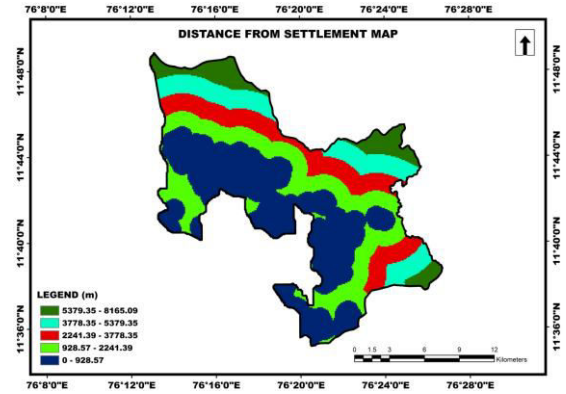 76°8'0"E 76°12'0"E 76°16'0"E 76°20'0"E 76°24'0"E 76°28'0"E
DISTANCE FROM SETTLEMENT MAP
11°48'0"N 11°48'0"N
11°44'0"N 11°44'0"N
11°40'0"N 11°40'0"N
11°36'0"N 11°36'0"N
LEGEND (m)
5379.35 - 8165.09
3778.35 - 5379.35
2241.39 - 3778.35
928.57 - 2241.39
0 - 928.57
0 1.5 3 6 9 12
Kilometers
76°8'0"E 76°12'0"E 76°16'0"E 76°20'0"E 76°24'0"E 76°28'0"E